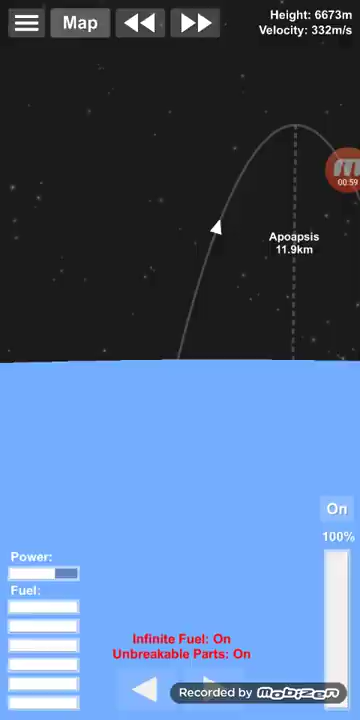 Map
Height: 6673m
Velocity: 332m/s
00:59
Apoapsis
11.9km
On
100%
Power:
Fuel:
Infinite Fuel: On
Unbreakable Parts: On
Recorded by Mobizen